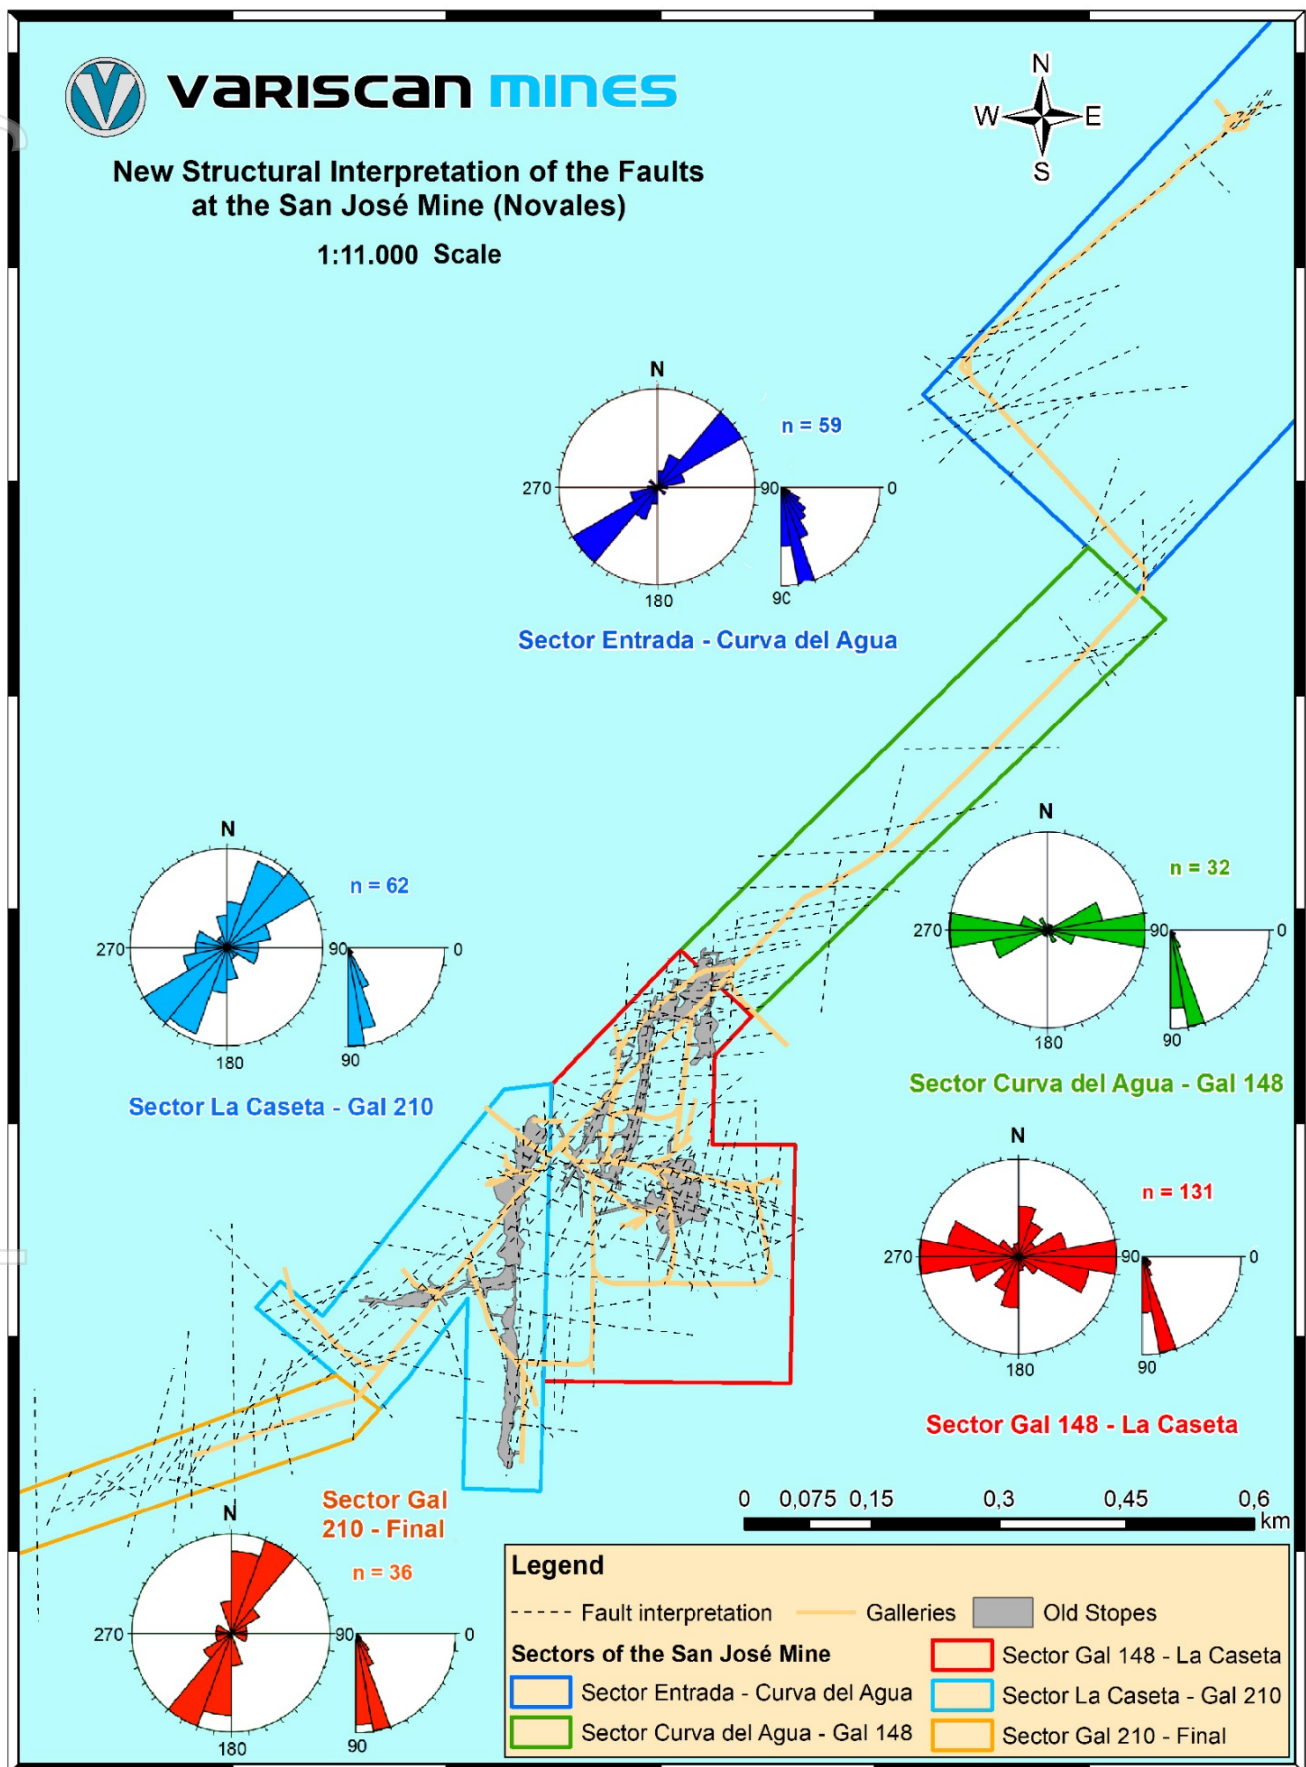 VARISCAN MINES
New Structural Interpretation of the Faults
at the San José Mine (Novales)
1:11.000 Scale
N
W E
S
N
n = 59
270 90 0
180 90
Sector Entrada - Curva del Agua
N
n = 62
270 90 0
180 90
Sector La Caseta - Gal 210
N
n = 32
270 90 0
180 90
Sector Curva del Agua - Gal 148
N
n = 131
270 90 0
180 90
Sector Gal 148 - La Caseta
Sector Gal
210 - Final
N
n = 36
270 90 0
180 90
0 0,075 0,15 0,3 0,45 0,6
km
Legend
Fault interpretation Galleries Old Stopes
Sectors of the San José Mine
Sector Entrada - Curva del Agua
Sector Curva del Agua - Gal 148
Sector Gal 148 - La Caseta
Sector La Caseta - Gal 210
Sector Gal 210 - Final